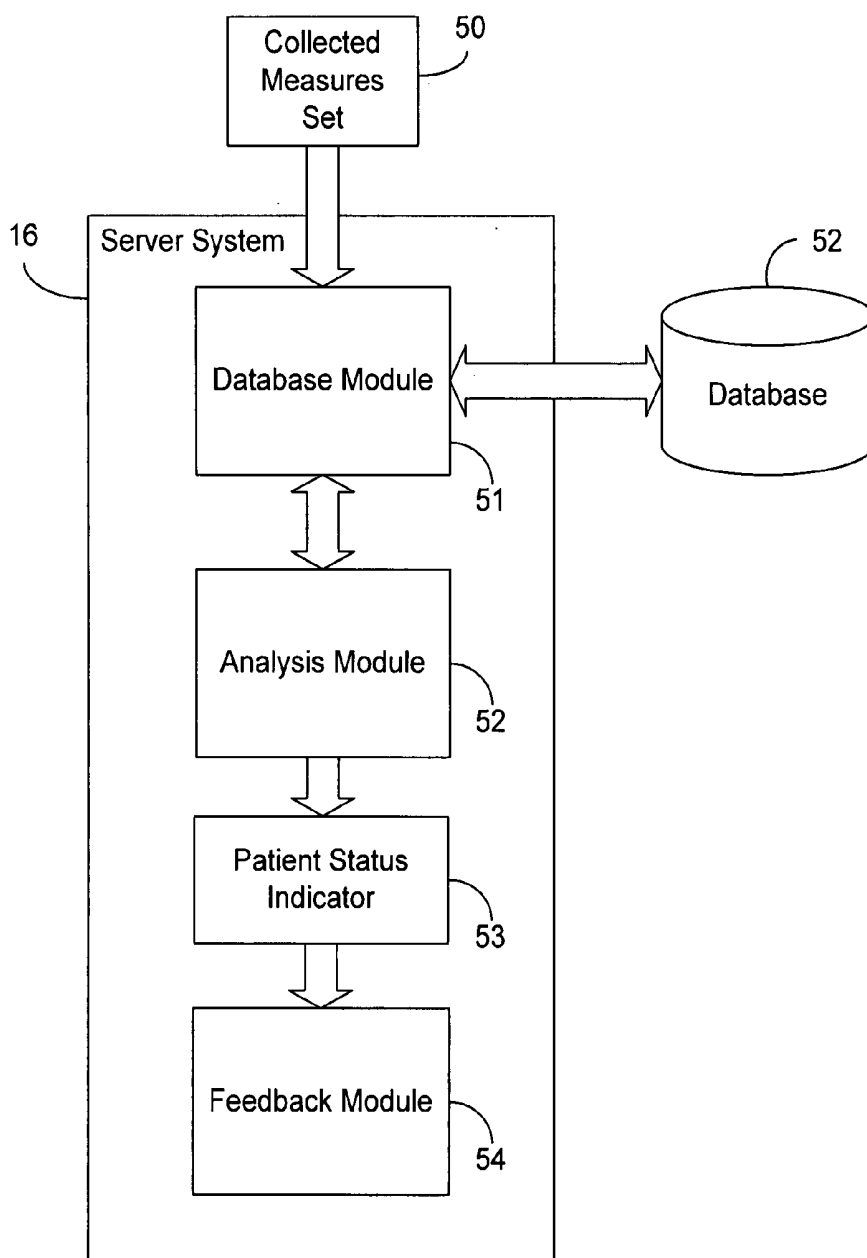 50
Collected
Measures
Set
16
Server System
52
Database Module
Database
51
Analysis Module
52
Patient Status
Indicator
53
Feedback Module
54